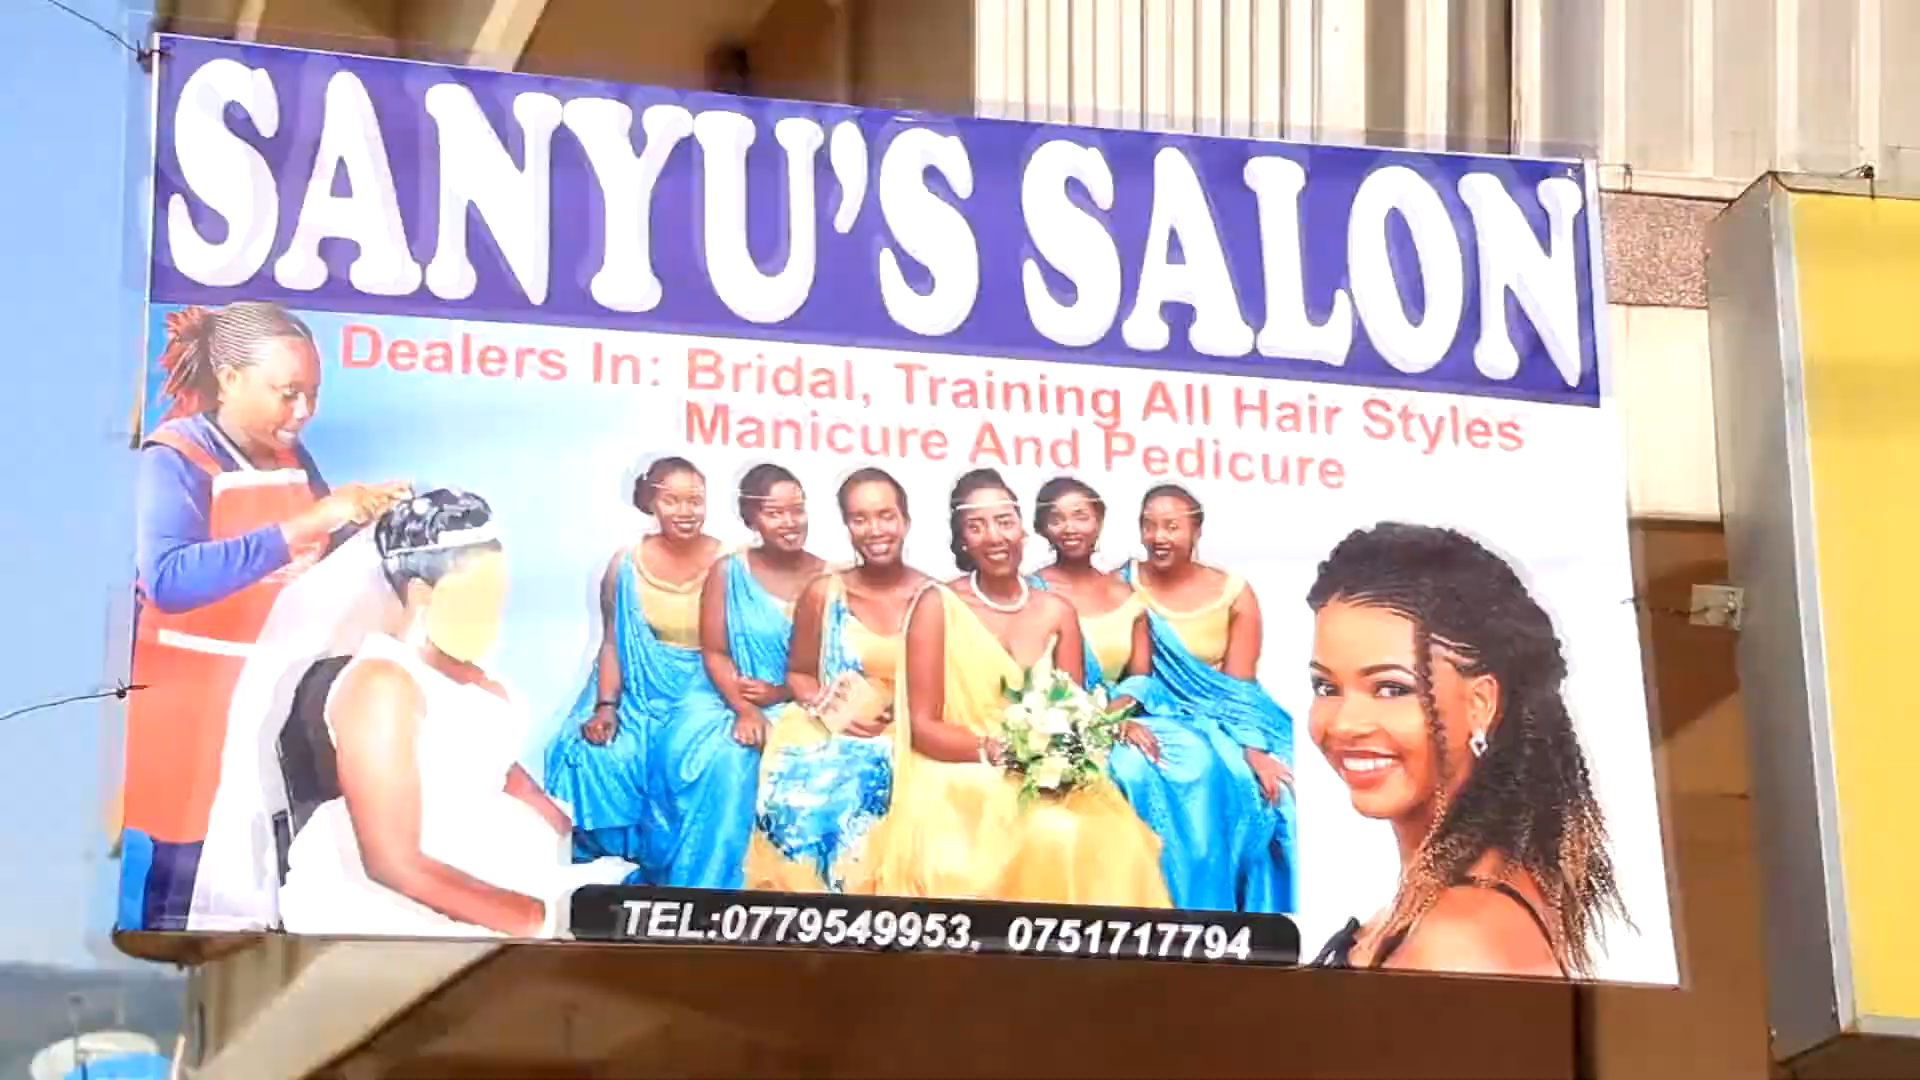 SANYU'S SALON
Dealers In: Bridal, Training All Hair Styles
Manicure And Pedicure
TEL:0779549953, 0751717794